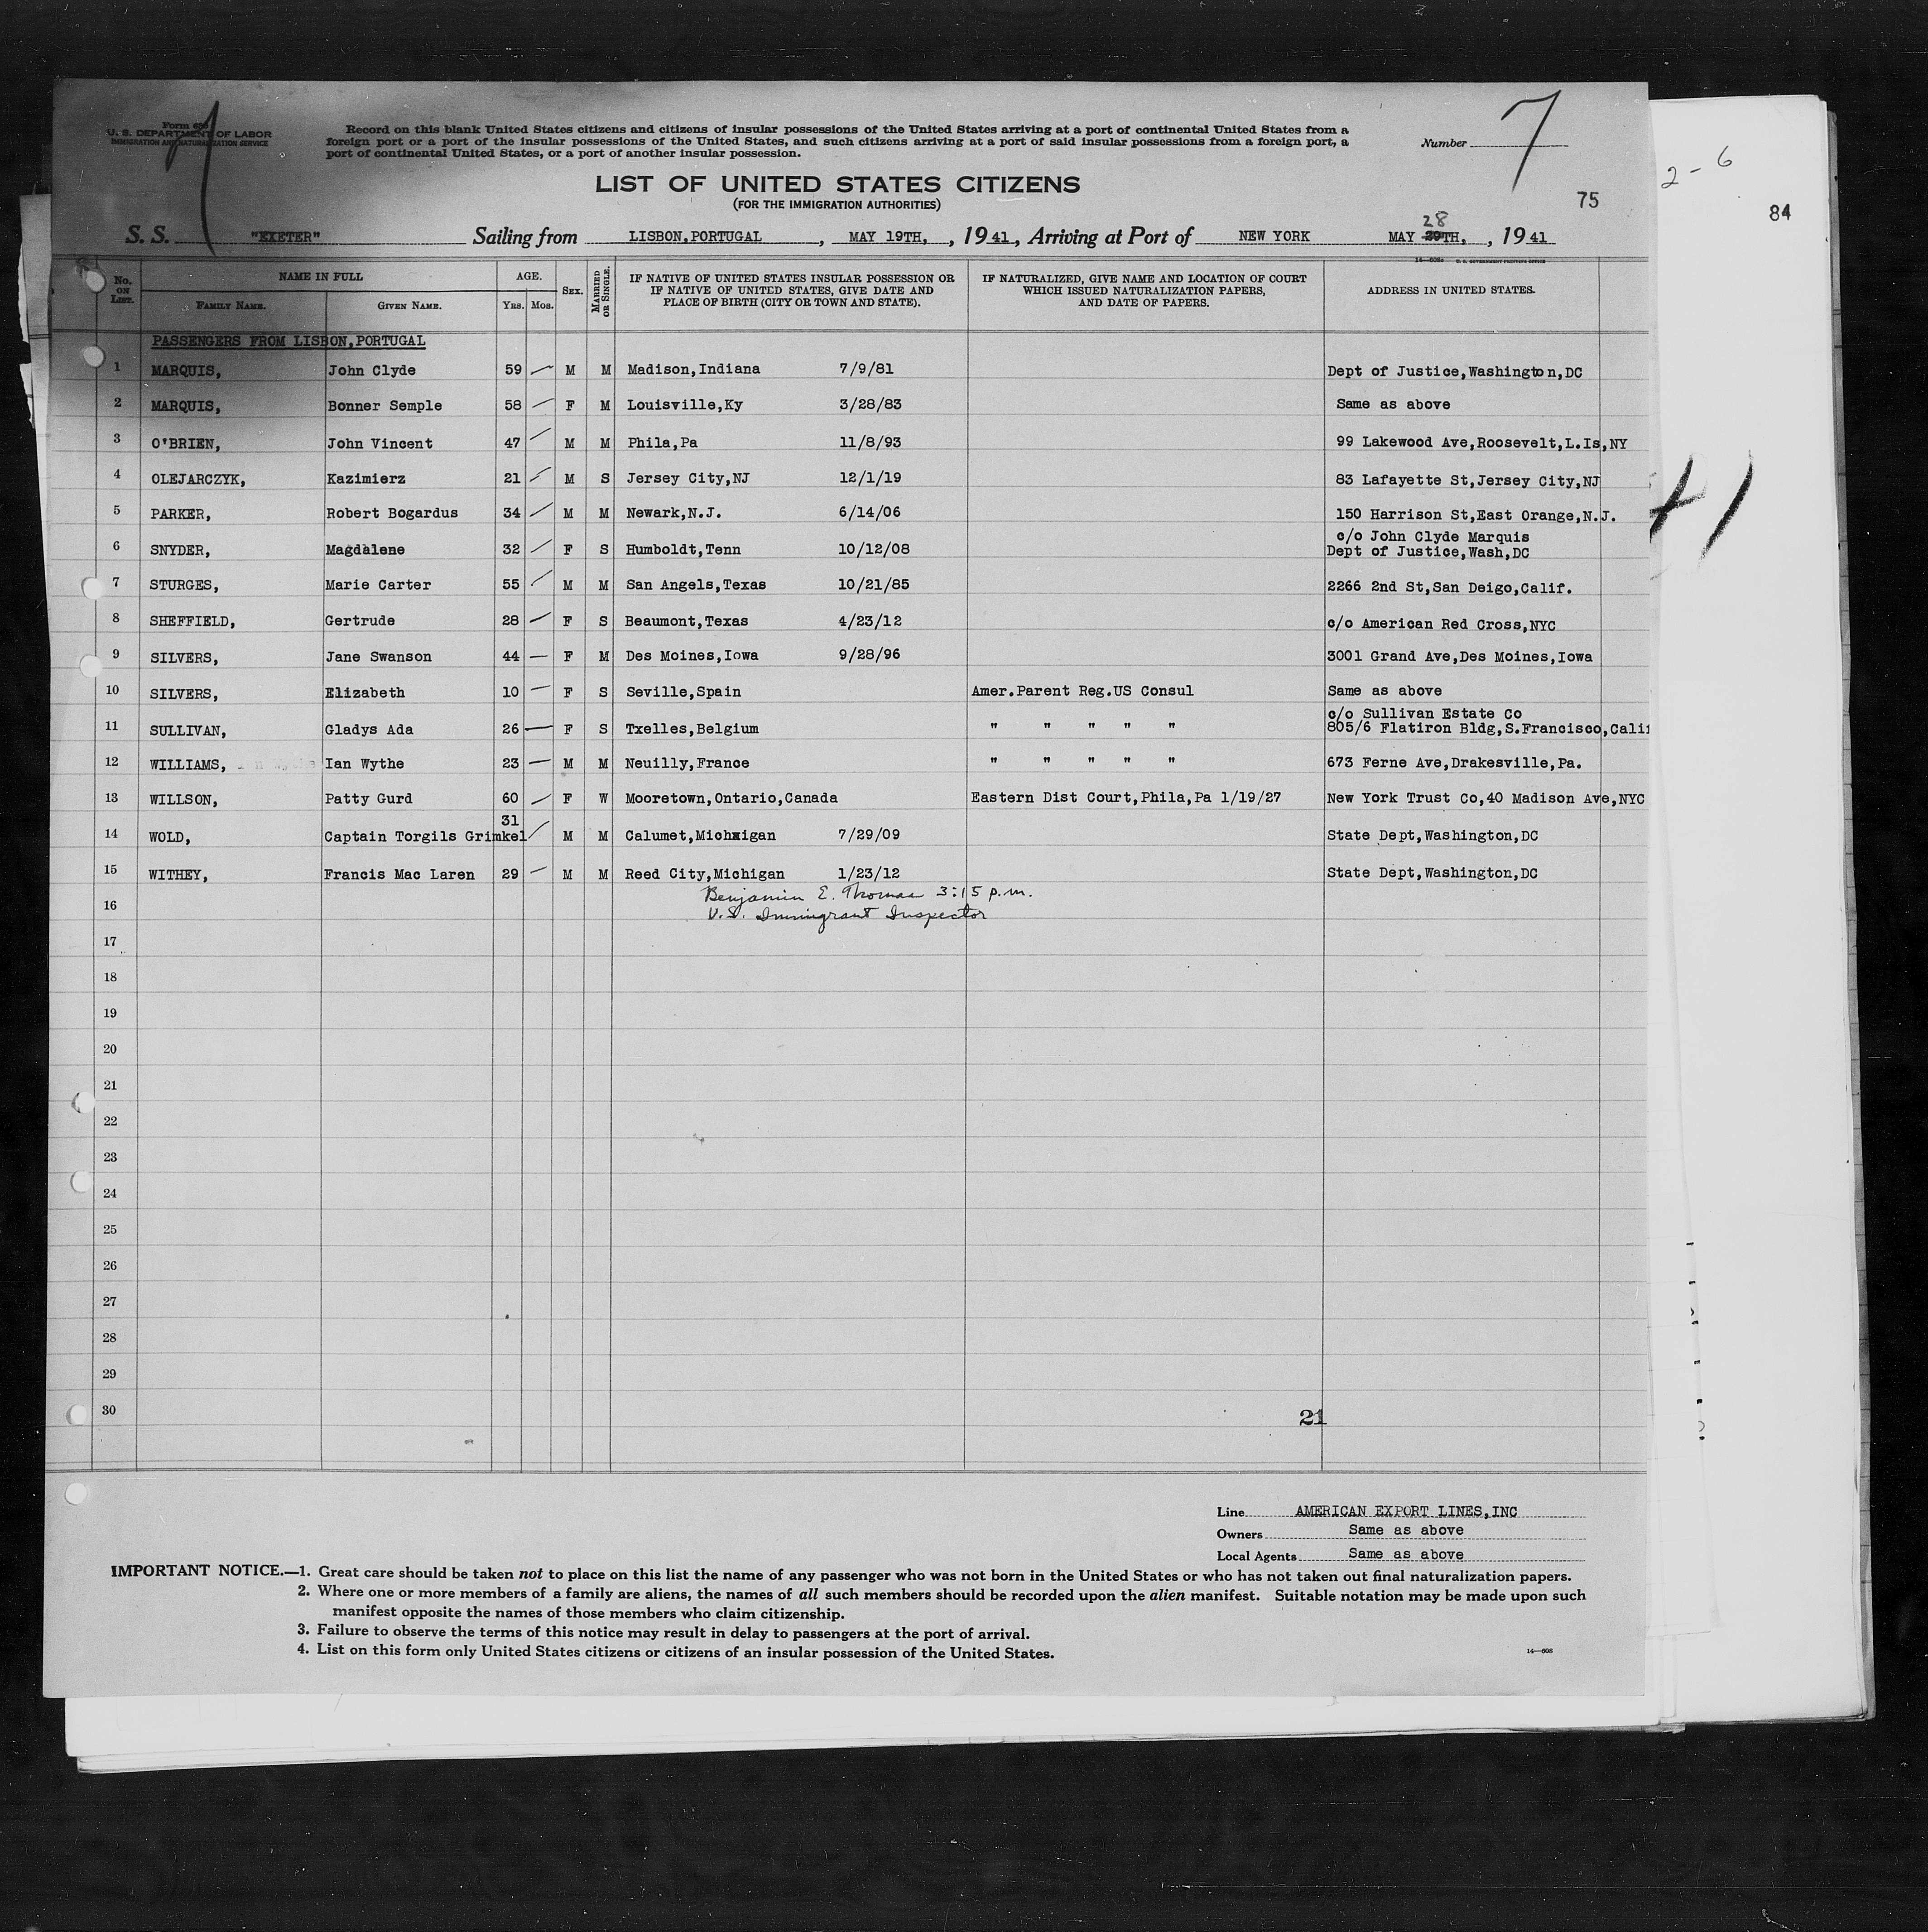 7
7
Form 630
U. S. DEPARTMENT OF LABOR
IMMIGRATION AND NATURALIZATION SERVICE
Record on this blank United States citizens and citizens of insular possessions of the United States arriving at a port of continental United States from a
foreign port or a port of the insular possessions of the United States, and such citizens arriving at a port of said insular possessions from a foreign port, a
port of continental United States, or a port of another insular possession.
Number
2-6
LIST OF UNITED STATES CITIZENS
(FOR THE IMMIGRATION AUTHORITIES)
75
84
28
S. S. "EXETER" Sailing from LISBON,PORTUGAL, MAY 19TH, , 1941, Arriving at Port of NEW YORK MAY 29TH, , 1941
No. ON LIST.
NAME IN FULL
FAMILY NAME. GIVEN NAME.
AGE.
YRS. MOS.
SEX.
MARRIED OR SINGLE.
IF NATIVE OF UNITED STATES INSULAR POSSESSION OR
IF NATIVE OF UNITED STATES, GIVE DATE AND
PLACE OF BIRTH (CITY OR TOWN AND STATE).
IF NATURALIZED, GIVE NAME AND LOCATION OF COURT
WHICH ISSUED NATURALIZATION PAPERS,
AND DATE OF PAPERS.
ADDRESS IN UNITED STATES.
PASSENGERS FROM LISBON,PORTUGAL
1 MARQUIS, John Clyde 59 M M Madison,Indiana 7/9/81 Dept of Justice,Washington,DC
2 MARQUIS, Bonner Semple 58 F M Louisville,Ky 3/28/83 Same as above
3 O'BRIEN, John Vincent 47 M M Phila,Pa 11/8/93 99 Lakewood Ave,Roosevelt,L.Is,NY
4 OLEJARCZYK, Kazimierz 21 M S Jersey City,NJ 12/1/19 83 Lafayette St,Jersey City,NJ
5 PARKER, Robert Bogardus 34 M M Newark,N.J. 6/14/06 150 Harrison St,East Orange,N.J.
c/o John Clyde Marquis
6 SNYDER, Magdalene 32 F S Humboldt,Tenn 10/12/08 Dept of Justice,Wash,DC
7 STURGES, Marie Carter 55 M M San Angels,Texas 10/21/85 2266 2nd St,San Deigo,Calif.
8 SHEFFIELD, Gertrude 28 F S Beaumont,Texas 4/23/12 c/o American Red Cross,NYC
9 SILVERS, Jane Swanson 44 F M Des Moines,Iowa 9/28/96 3001 Grand Ave,Des Moines,Iowa
10 SILVERS, Elizabeth 10 F S Seville,Spain Amer.Parent Reg.US Consul Same as above
c/o Sullivan Estate Co
11 SULLIVAN, Gladys Ada 26 F S Txelles,Belgium " " " " " 805/6 Flatiron Bldg,S.Francisco,Calif
12 WILLIAMS, Ian Wythe 23 M M Neuilly,France " " " " " 673 Ferne Ave,Drakesville,Pa.
13 WILLSON, Patty Gurd 60 F W Mooretown,Ontario,Canada Eastern Dist Court,Phila,Pa 1/19/27 New York Trust Co,40 Madison Ave,NYC
31
14 WOLD, Captain Torgils Grimkel M M Calumet,Michxigan 7/29/09 State Dept,Washington,DC
15 WITHEY, Francis Mac Laren 29 M M Reed City,Michigan 1/23/12 State Dept,Washington,DC
Benjamin E. Thomas 3:15 p.m.
16 U.S. Immigrant Inspector
17
18
19
20
21
22
23
24
25
26
27
28
29
30
21
Line AMERICAN EXPORT LINES,INC
Owners Same as above
Local Agents Same as above
IMPORTANT NOTICE.—1. Great care should be taken not to place on this list the name of any passenger who was not born in the United States or who has not taken out final naturalization papers.
2. Where one or more members of a family are aliens, the names of all such members should be recorded upon the alien manifest. Suitable notation may be made upon such
manifest opposite the names of those members who claim citizenship.
3. Failure to observe the terms of this notice may result in delay to passengers at the port of arrival.
4. List on this form only United States citizens or citizens of an insular possession of the United States.
14—608